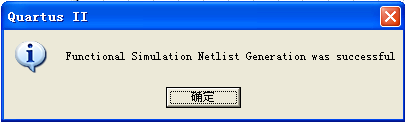 Quartus II
Functional Simulation Netlist Generation was successful
确定